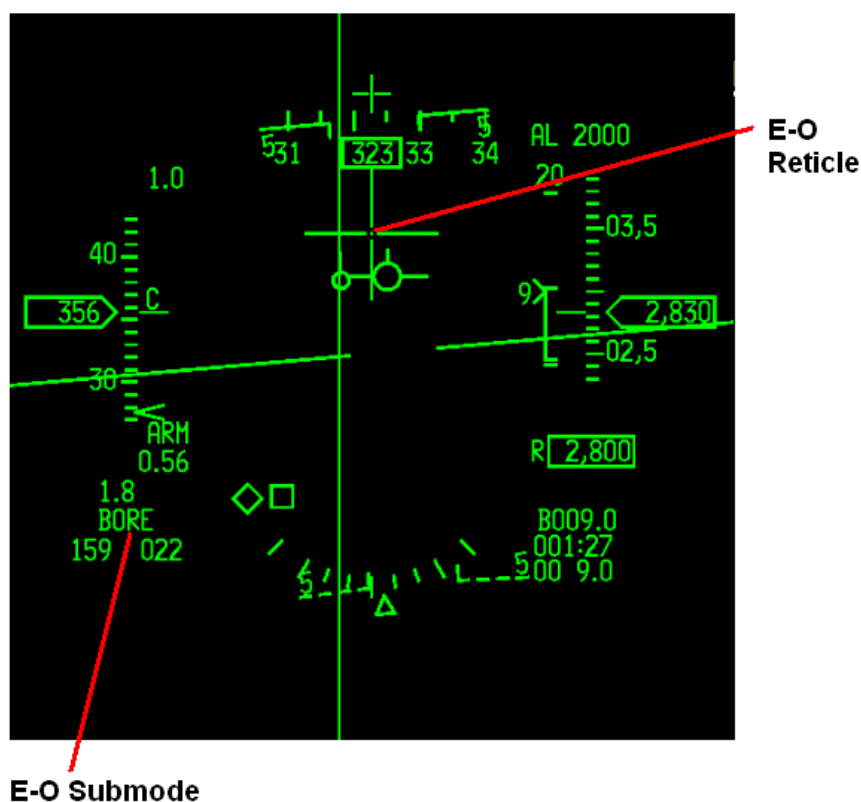 E-O
Reticle
AL 2000
5
5
31 323 33 34
1.0
20
40
03,5
C
356
9
2,830
02,5
30
ARM
0.56
R 2,800
1.8
BORE
159 022
B009.0
001:27
00 9.0
5
5
E-O Submode